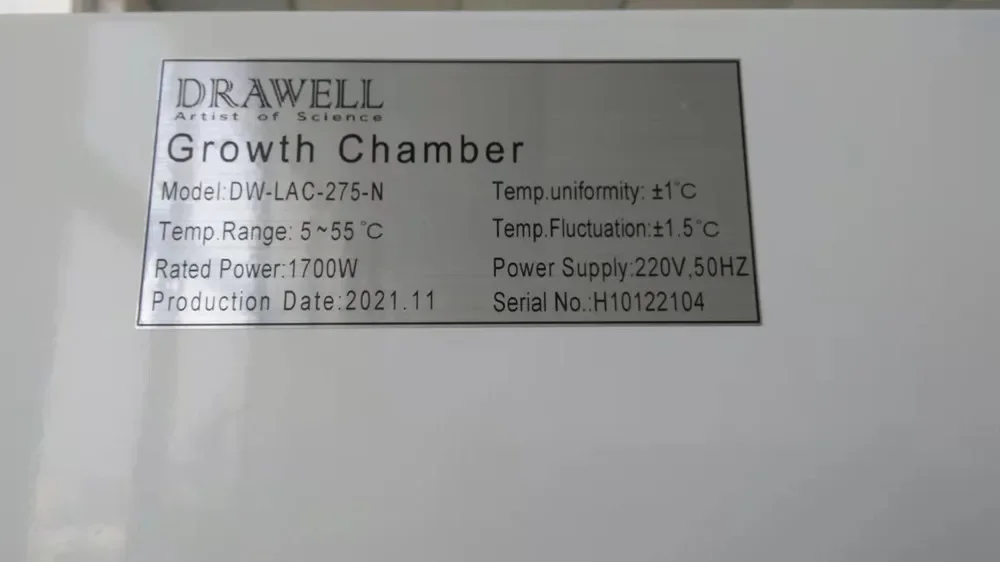 DRAWELL
Artist of Science
Growth Chamber
Model:DW-LAC-275-N Temp.uniformity: ±1℃
Temp.Range: 5~55℃ Temp.Fluctuation:±1.5℃
Rated Power:1700W Power Supply:220V,50HZ
Production Date:2021.11 Serial No.:H10122104